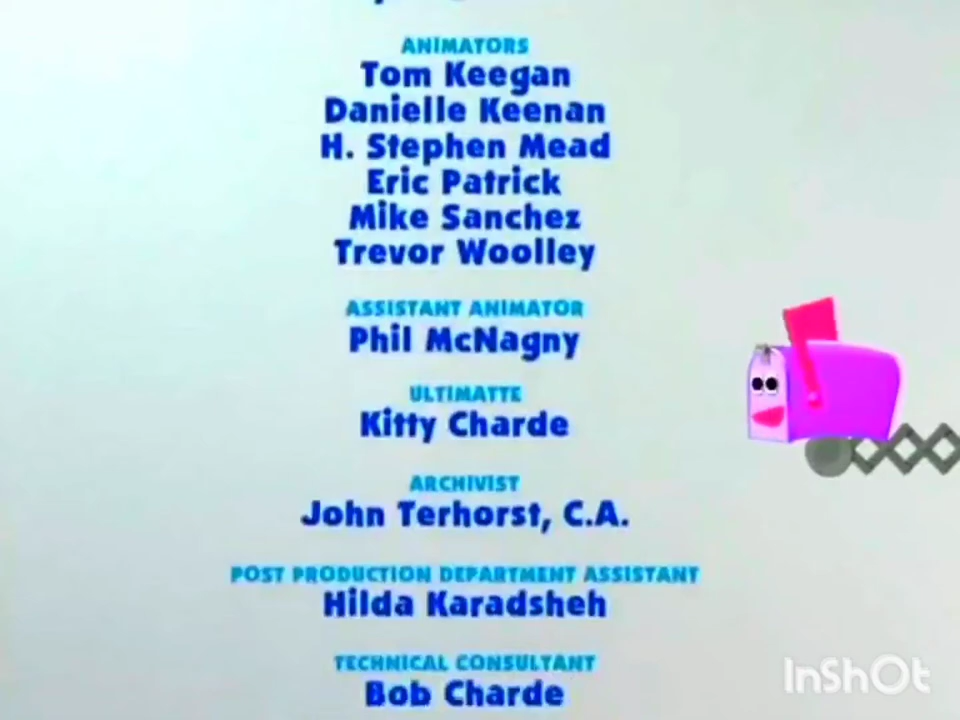 ANIMATORS
Tom Keegan
Danielle Keenan
H. Stephen Mead
Eric Patrick
Mike Sanchez
Trevor Woolley
ASSISTANT ANIMATOR
Phil McNagny
ULTIMATTE
Kitty Charde
ARCHIVIST
John Terhorst, C.A.
POST PRODUCTION DEPARTMENT ASSISTANT
Hilda Karadsheh
TECHNICAL CONSULTANT
Bob Charde
InShOt